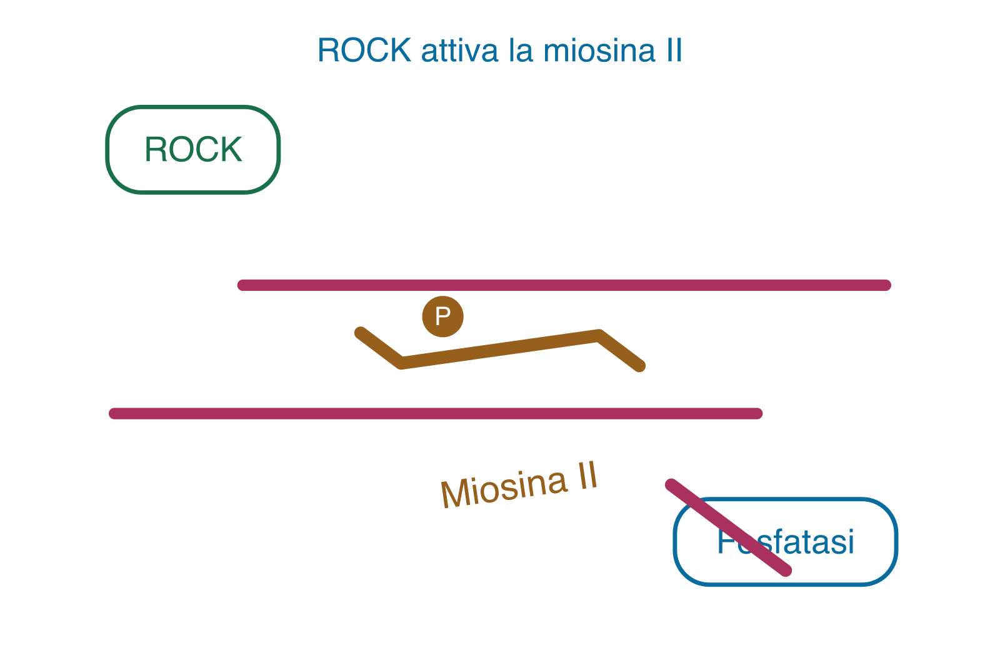 ROCK attiva la miosina II
ROCK
P
Miosina II
Fosfatasi